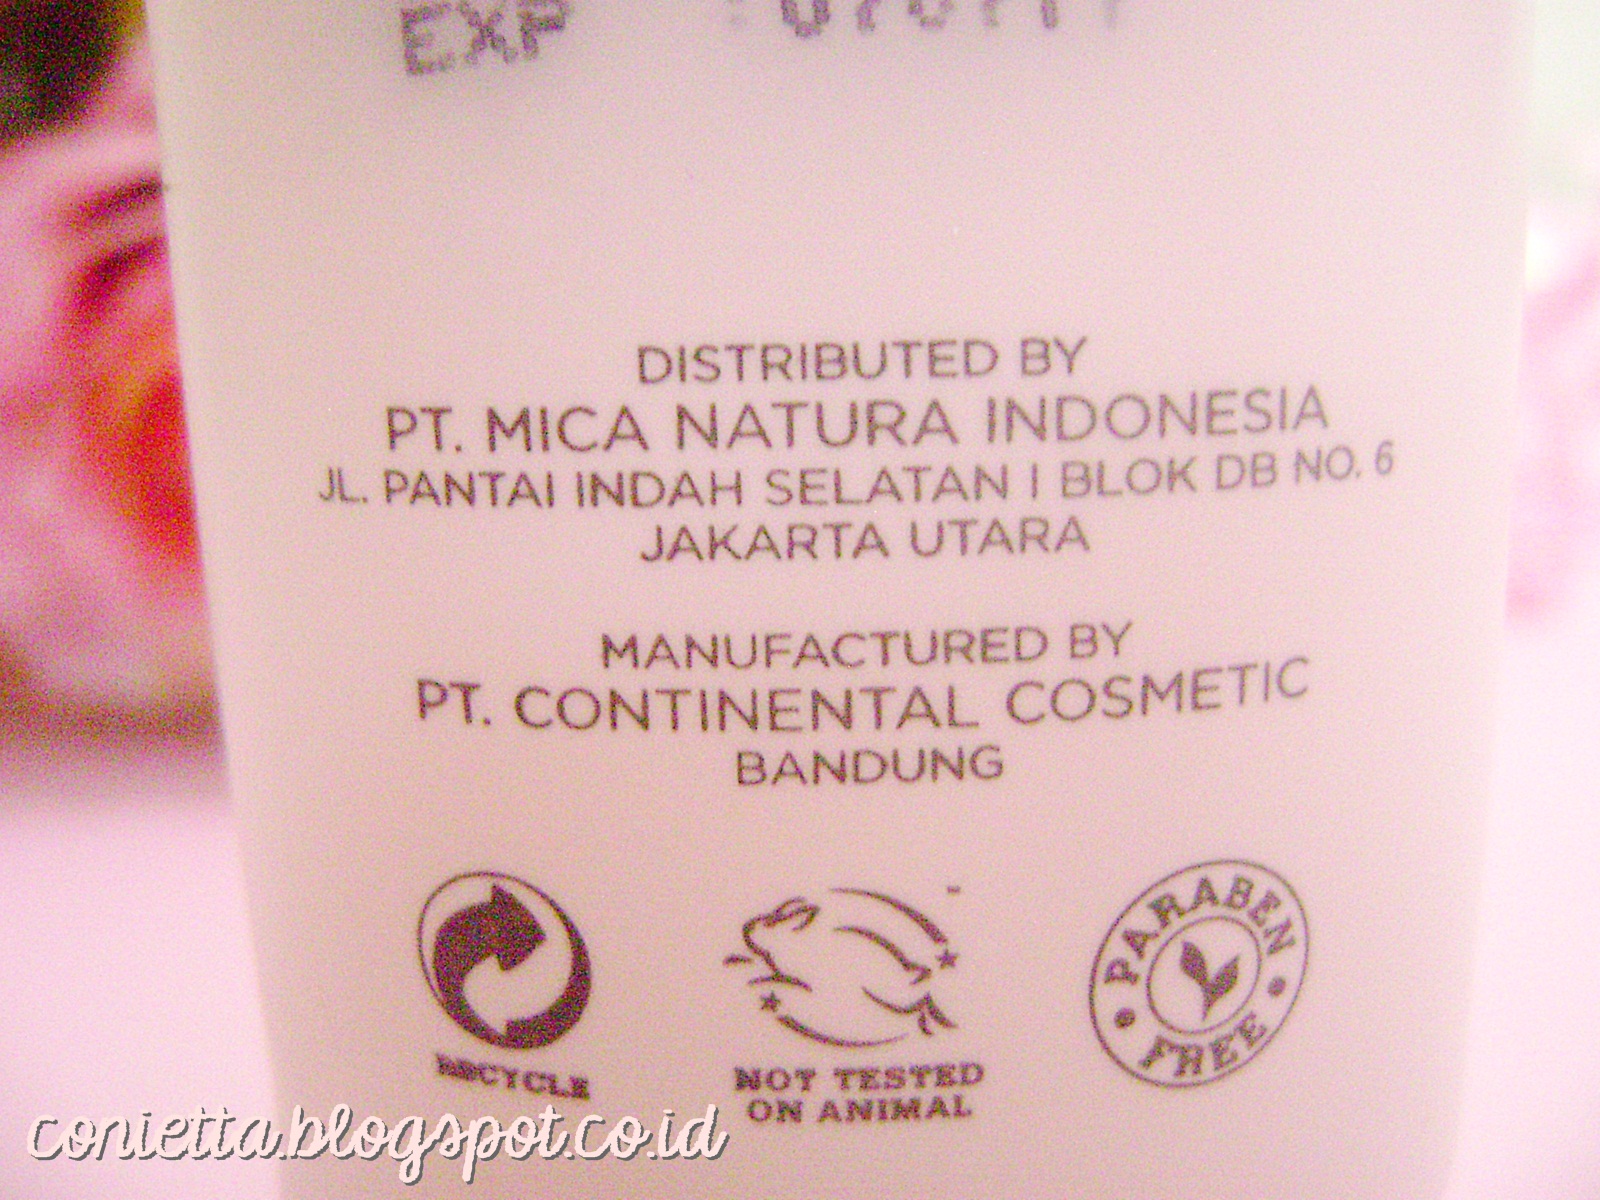 EXP
DISTRIBUTED BY
PT. MICA NATURA INDONESIA
JL. PANTAI INDAH SELATAN I BLOK DB NO. 6
JAKARTA UTARA
MANUFACTURED BY
PT. CONTINENTAL COSMETIC
BANDUNG
RECYCLE
NOT TESTED
ON ANIMAL
PARABEN
FREE
conietta.blogspot.co.id